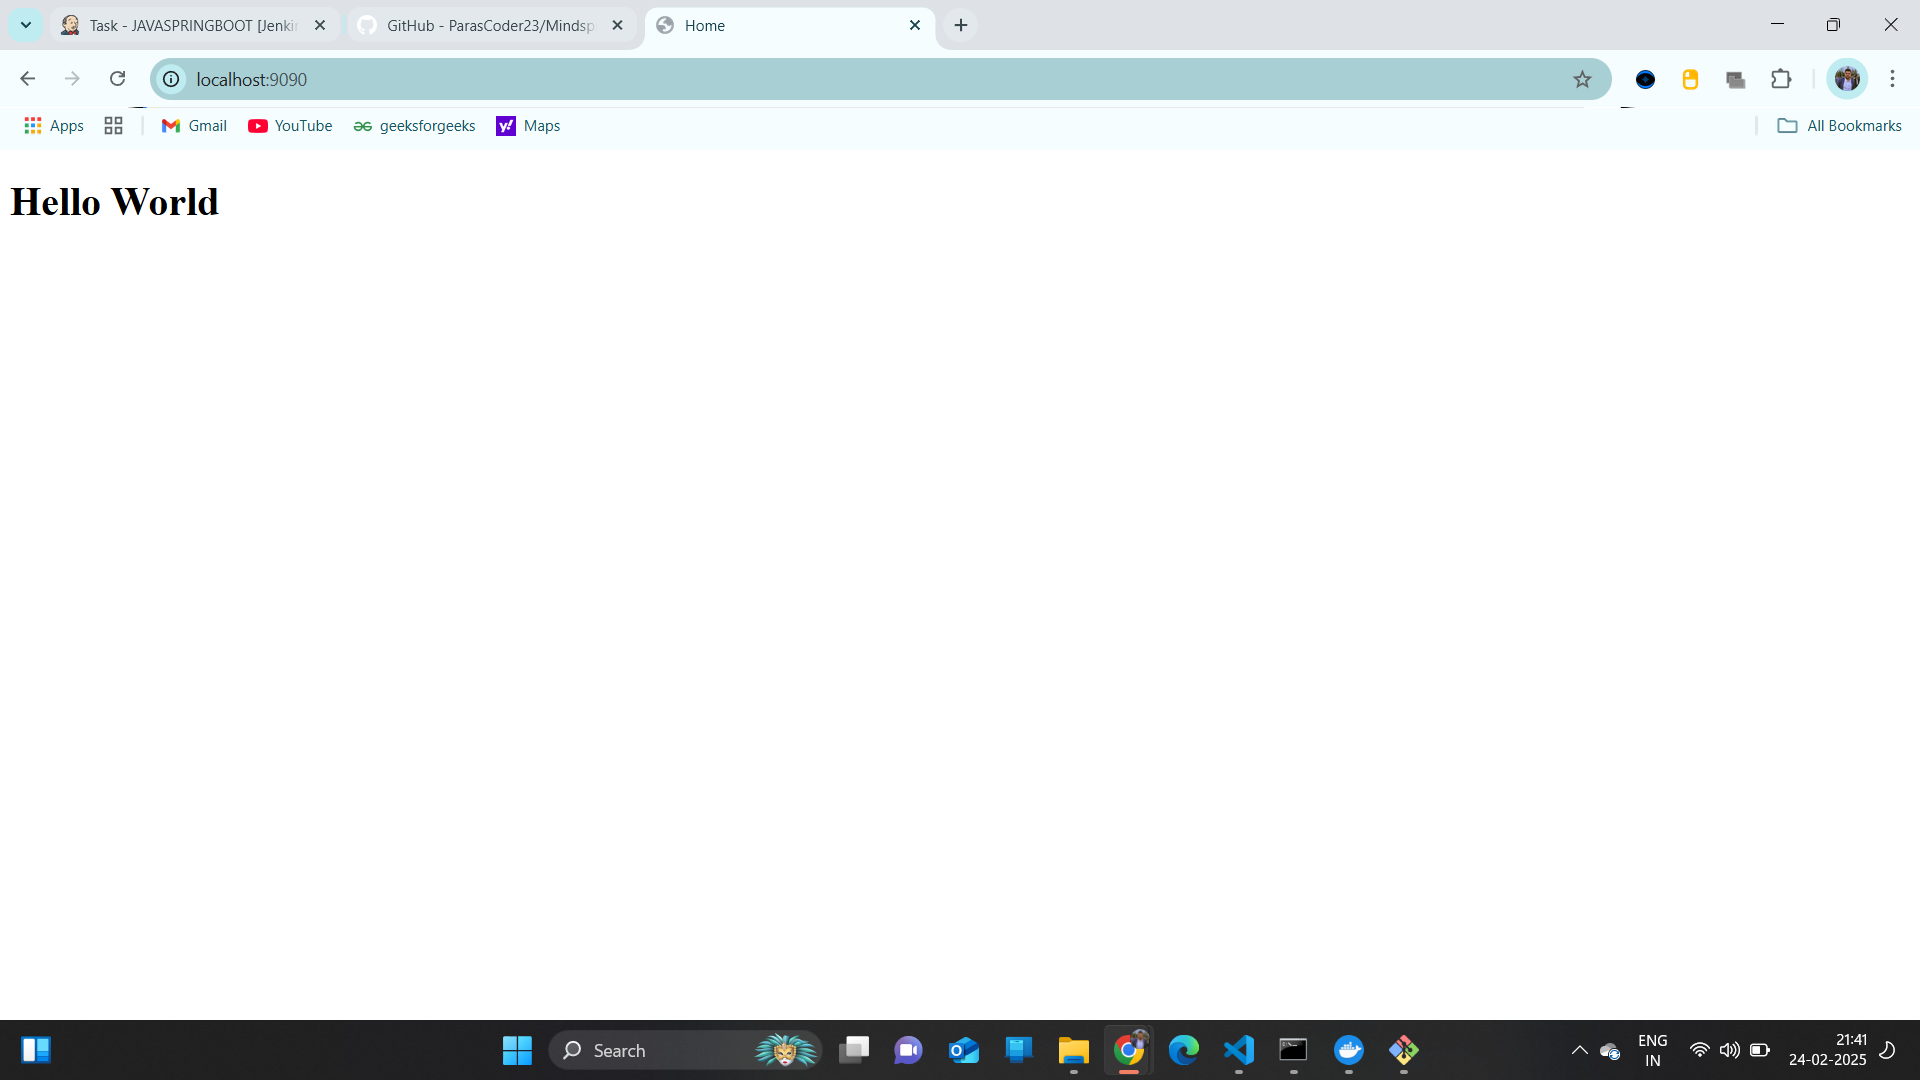 Task - JAVASPRINGBOOT [Jenki
GitHub - ParasCoder23/Mindsp
Home
localhost:9090
Apps
Gmail
YouTube
geeksforgeeks
Maps
All Bookmarks
Hello World
Search
ENG
IN
21:41
24-02-2025